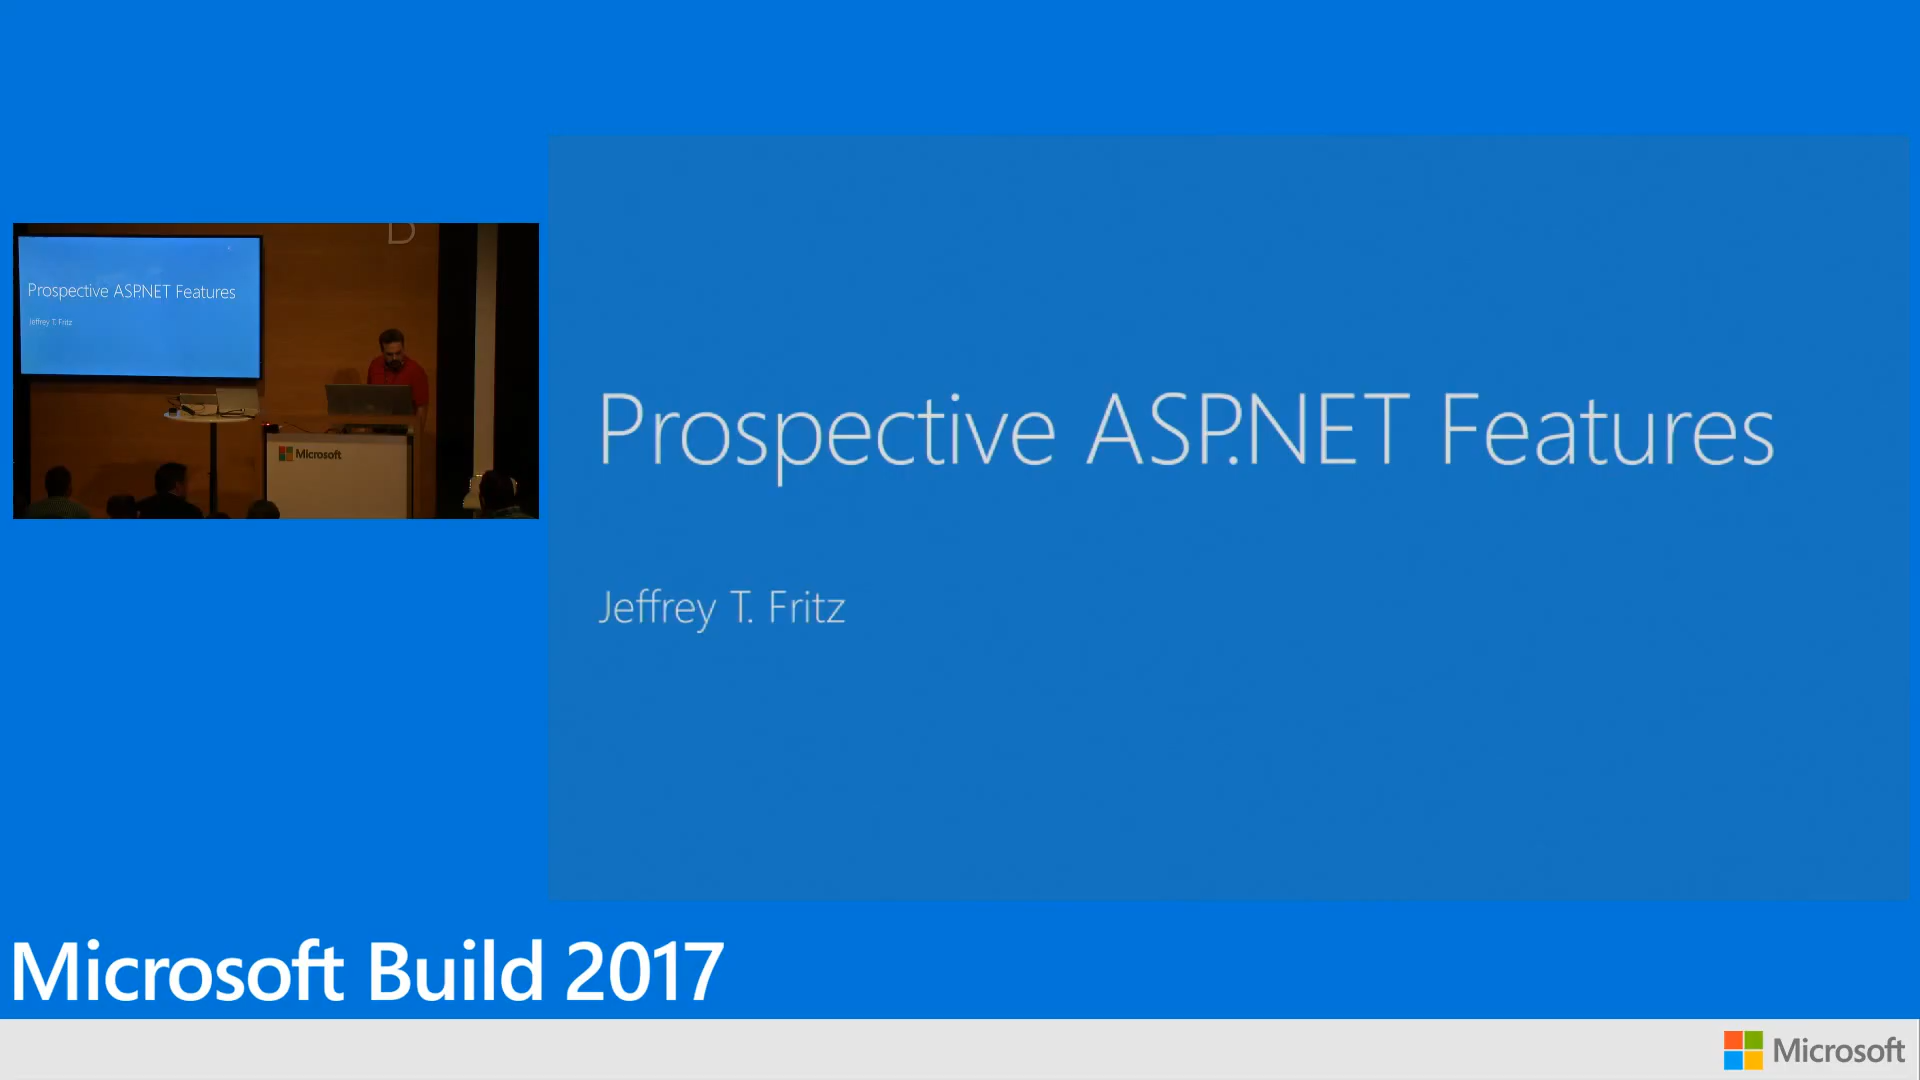 D
Prospective ASP.NET Features
Jeffrey T. Fritz
Microsoft
Prospective ASP.NET Features
Jeffrey T. Fritz
Microsoft Build 2017
Microsoft